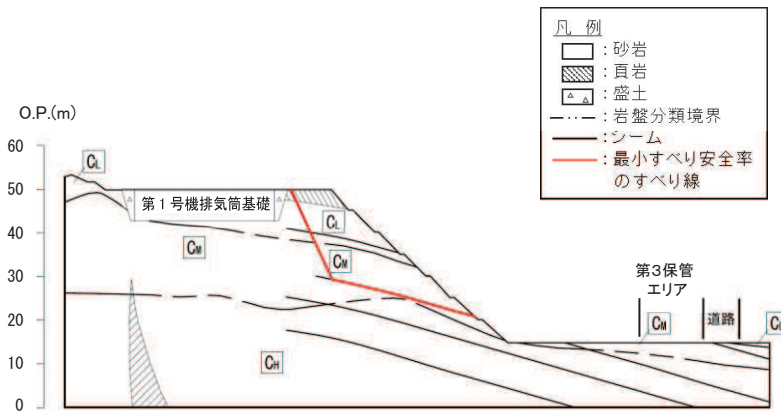 凡 例
：砂岩
：頁岩
：盛土
：岩盤分類境界
：シーム
：最小すべり安全率
のすべり線
O.P.(m)
60
50
40
30
20
10
0
CL
第１号機排気筒基礎
CL
CM
CM
CH
第３保管
エリア
道路
CM